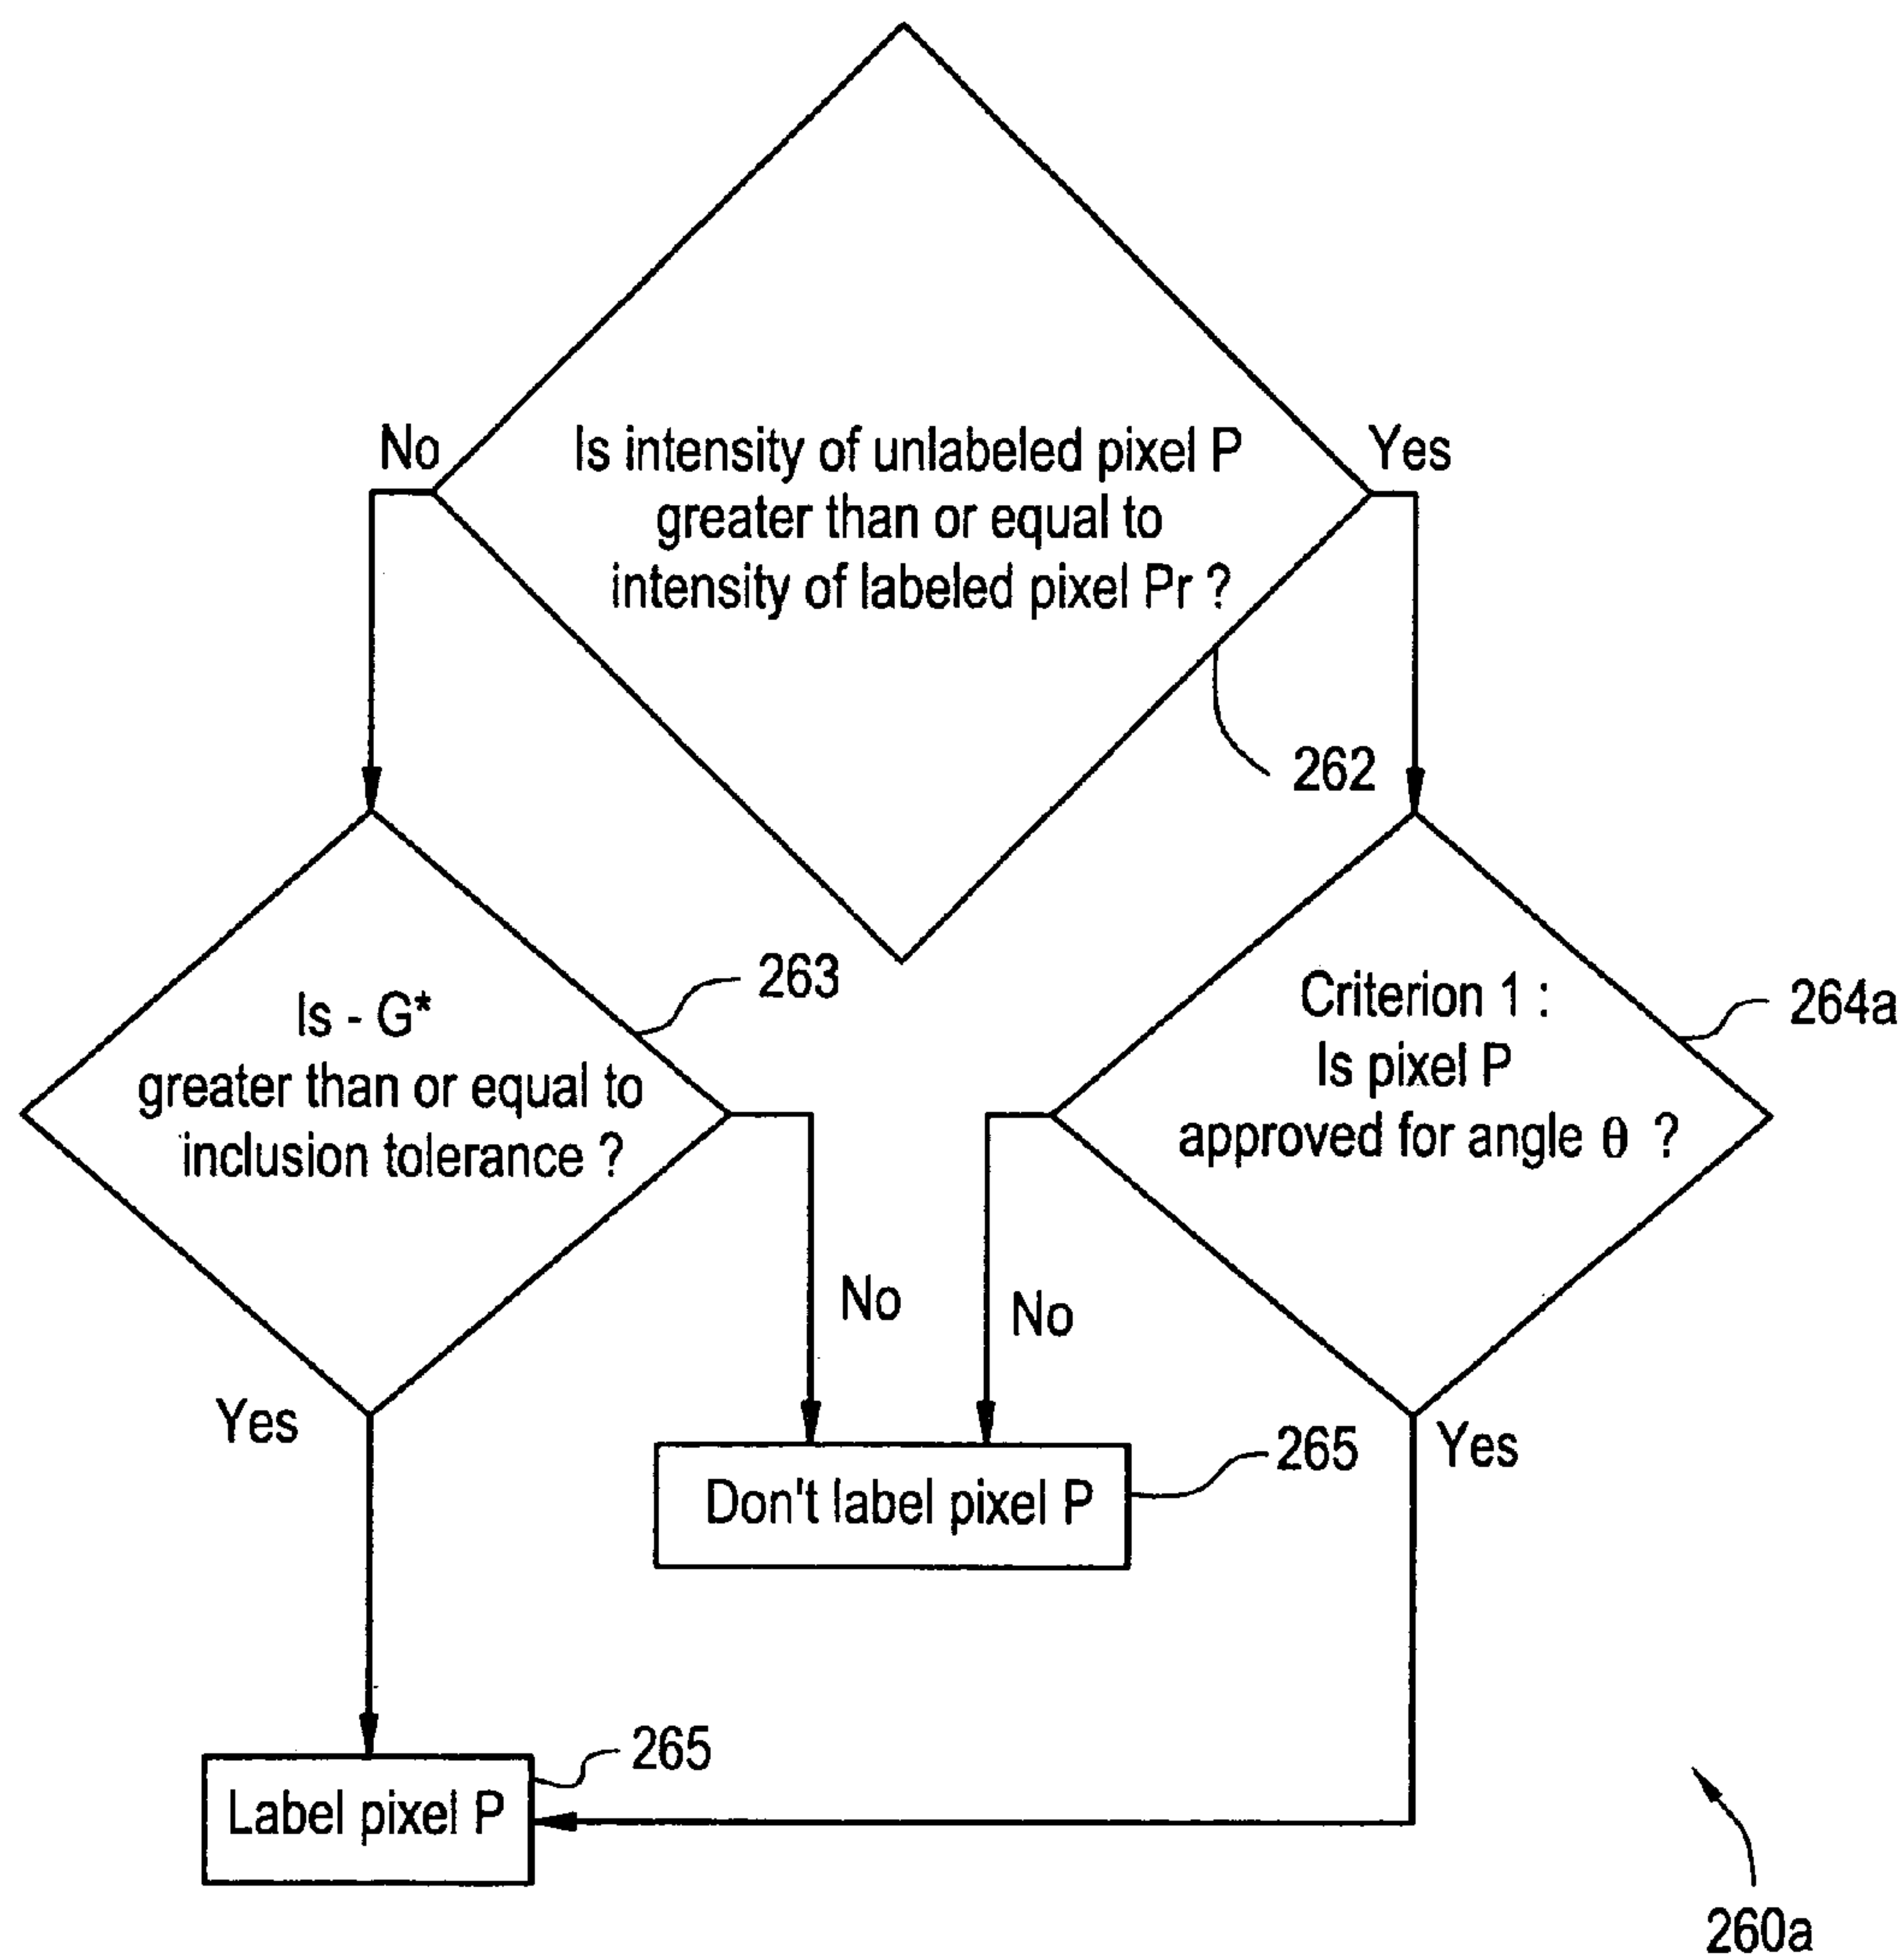 No
Is intensity of unlabeled pixel P
greater than or equal to
intensity of labeled pixel Pr ?
Yes
262
Is - G*
greater than or equal to
inclusion tolerance ?
263
Criterion 1 :
Is pixel P
approved for angle θ ?
264a
No
No
Yes
Yes
Don't label pixel P
265
Label pixel P
265
260a